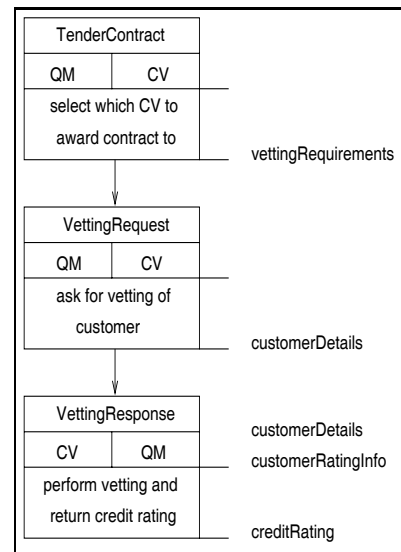 TenderContract
QM CV
select which CV to
award contract to
vettingRequirements
VettingRequest
QM CV
ask for vetting of
customer
customerDetails
VettingResponse
customerDetails
CV QM
customerRatingInfo
perform vetting and
return credit rating
creditRating